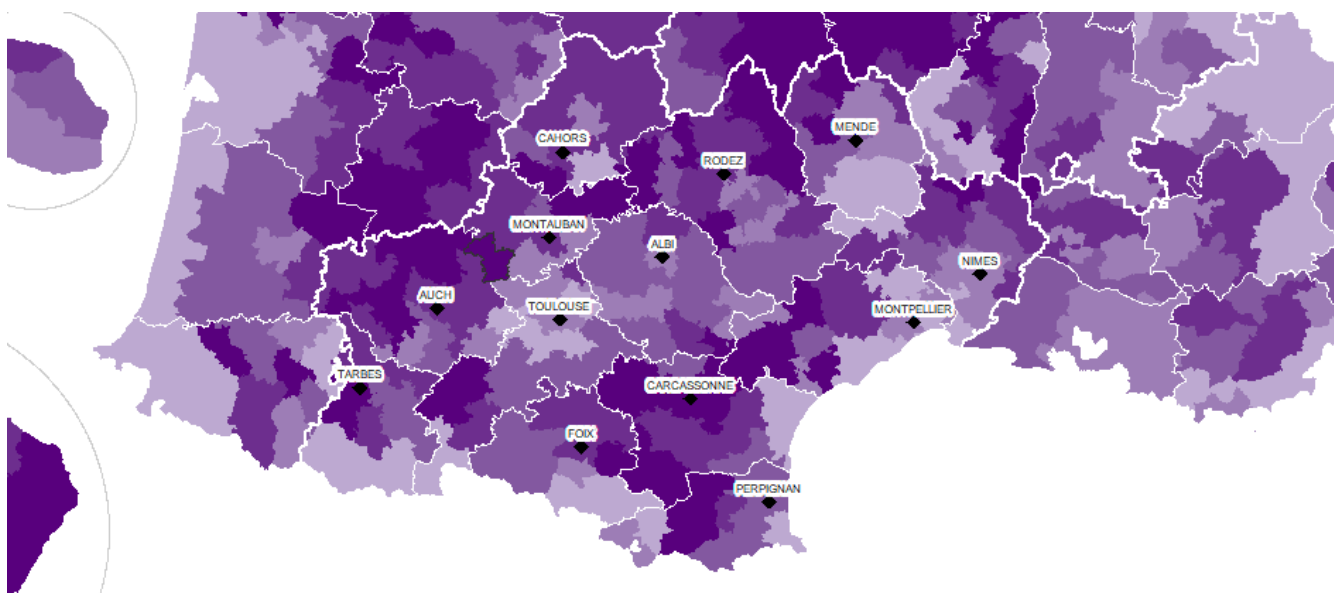 MENDE
CAHORS
RODEZ
MONTAUBAN
ALBI
NIMES
AUCH
TOULOUSE
MONTPELLIER
TARBES
CARCASSONNE
FOIX
PERPIGNAN